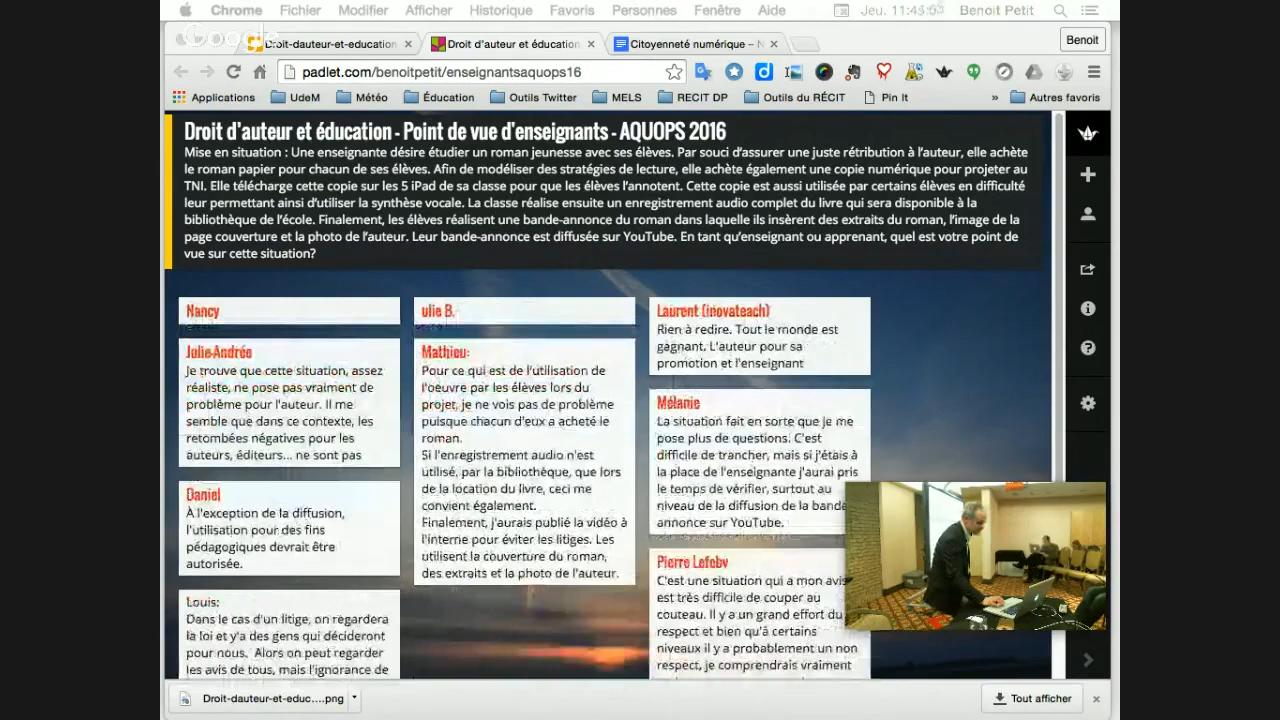 Chrome Fichier Modifier Afficher Historique Favoris Personnes Fenêtre Aide Jeu. 11:45:03 Benoit Petit
Google
Droit-dauteur-et-education × Droit d'auteur et éducation × Citoyenneté numérique – × Benoit
padlet.com/benoitpetit/enseignantsaquops16
Applications UdeM Météo Éducation Outils Twitter MELS RECIT DP Outils du RÉCIT Pin It » Autres favoris
Droit d'auteur et éducation - Point de vue d'enseignants - AQUOPS 2016
Mise en situation : Une enseignante désire étudier un roman jeunesse avec ses élèves. Par souci d'assurer une juste rétribution à l'auteur, elle achète
le roman papier pour chacun de ses élèves. Afin de modéliser des stratégies de lecture, elle achète également une copie numérique pour projeter au
TNI. Elle télécharge cette copie sur les 5 iPad de sa classe pour que les élèves l'annotent. Cette copie est aussi utilisée par certains élèves en difficulté
leur permettant ainsi d'utiliser la synthèse vocale. La classe réalise ensuite un enregistrement audio complet du livre qui sera disponible à la
bibliothèque de l'école. Finalement, les élèves réalisent une bande-annonce du roman dans laquelle ils insèrent des extraits du roman, l'image de la
page couverture et la photo de l'auteur. Leur bande-annonce est diffusée sur YouTube. En tant qu'enseignant ou apprenant, quel est votre point de
vue sur cette situation?
Nancy
Julie-Andrée
Je trouve que cette situation, assez
réaliste, ne pose pas vraiment de
problème pour l'auteur. Il me
semble que dans ce contexte, les
retombées négatives pour les
auteurs, éditeurs... ne sont pas
Daniel
À l'exception de la diffusion,
l'utilisation pour des fins
pédagogiques devrait être
autorisée.
Louis:
Dans le cas d'un litige, on regardera
la loi et y'a des gens qui décideront
pour nous. Alors on peut regarder
les avis de tous, mais l'ignorance de
ulie B.
Mathieu:
Pour ce qui est de l'utilisation de
l'oeuvre par les élèves lors du
projet, je ne vois pas de problème
puisque chacun d'eux a acheté le
roman.
Si l'enregistrement audio n'est
utilisé, par la bibliothèque, que lors
de la location du livre, ceci me
convient également.
Finalement, j'aurais publié la vidéo à
l'interne pour éviter les litiges. Les
utilisent la couverture du roman,
des extraits et la photo de l'auteur.
Laurent (inovateach)
Rien à redire. Tout le monde est
gagnant. L'auteur pour sa
promotion et l'enseignant
Mélanie
La situation fait en sorte que je me
pose plus de questions. C'est
difficile de trancher, mais si j'étais à
la place de l'enseignante j'aurai pris
le temps de vérifier, surtout au
niveau de la diffusion de la bande
annonce sur YouTube.
Pierre Lefebv
C'est une situation qui a mon avis
est très difficile de couper au
couteau. Il y a un grand effort du
respect et bien qu'à certains
niveaux il y a probablement un non
respect, je comprendrais vraiment
Droit-dauteur-et-educ....png Tout afficher ×